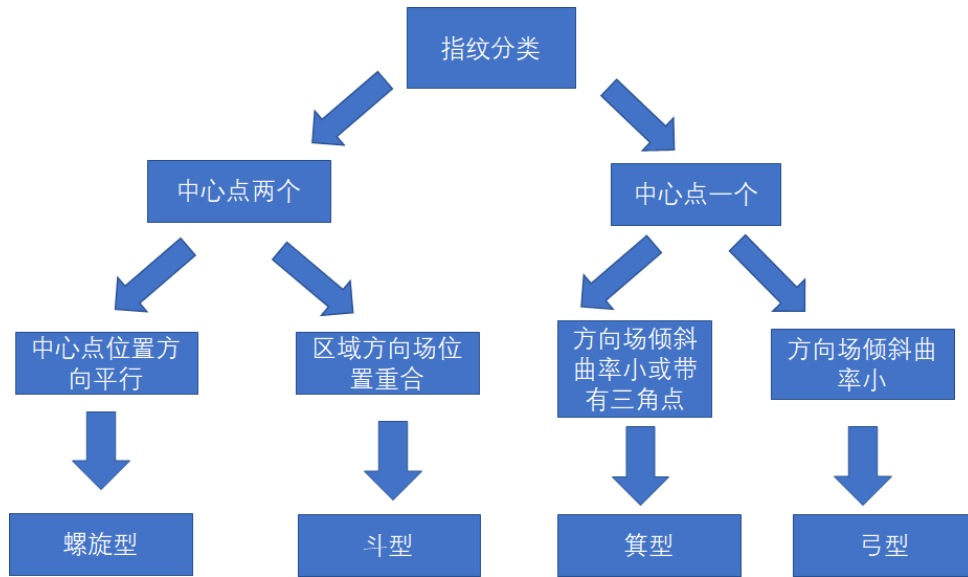 指纹分类
中心点两个
中心点一个
中心点位置方
向平行
区域方向场位
置重合
方向场倾斜
曲率小或带
有三角点
方向场倾斜曲
率小
螺旋型
斗型
箕型
弓型